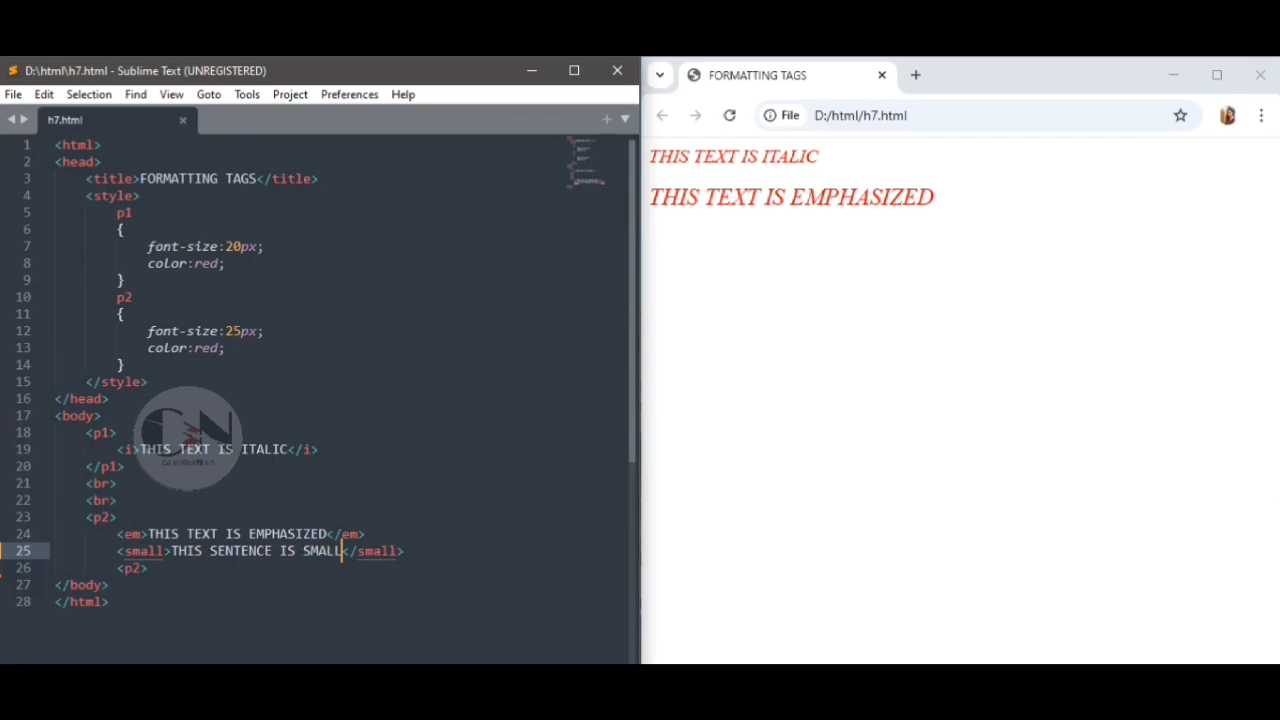 D:\html\h7.html - Sublime Text (UNREGISTERED)
File Edit Selection Find View Goto Tools Project Preferences Help
h7.html
1 <html>
2 <head>
3 <title>FORMATTING TAGS</title>
4 <style>
5 p1
6 {
7 font-size:20px;
8 color:red;
9 }
10 p2
11 {
12 font-size:25px;
13 color:red;
14 }
15 </style>
16 </head>
17 <body>
18 <p1>
19 <i>THIS TEXT IS ITALIC</i>
20 </p1>
21 <br>
22 <br>
23 <p2>
24 <em>THIS TEXT IS EMPHASIZED</em>
25 <small>THIS SENTENCE IS SMALL</small>
26 <p2>
27 </body>
28 </html>
FORMATTING TAGS
File D:/html/h7.html
THIS TEXT IS ITALIC
THIS TEXT IS EMPHASIZED